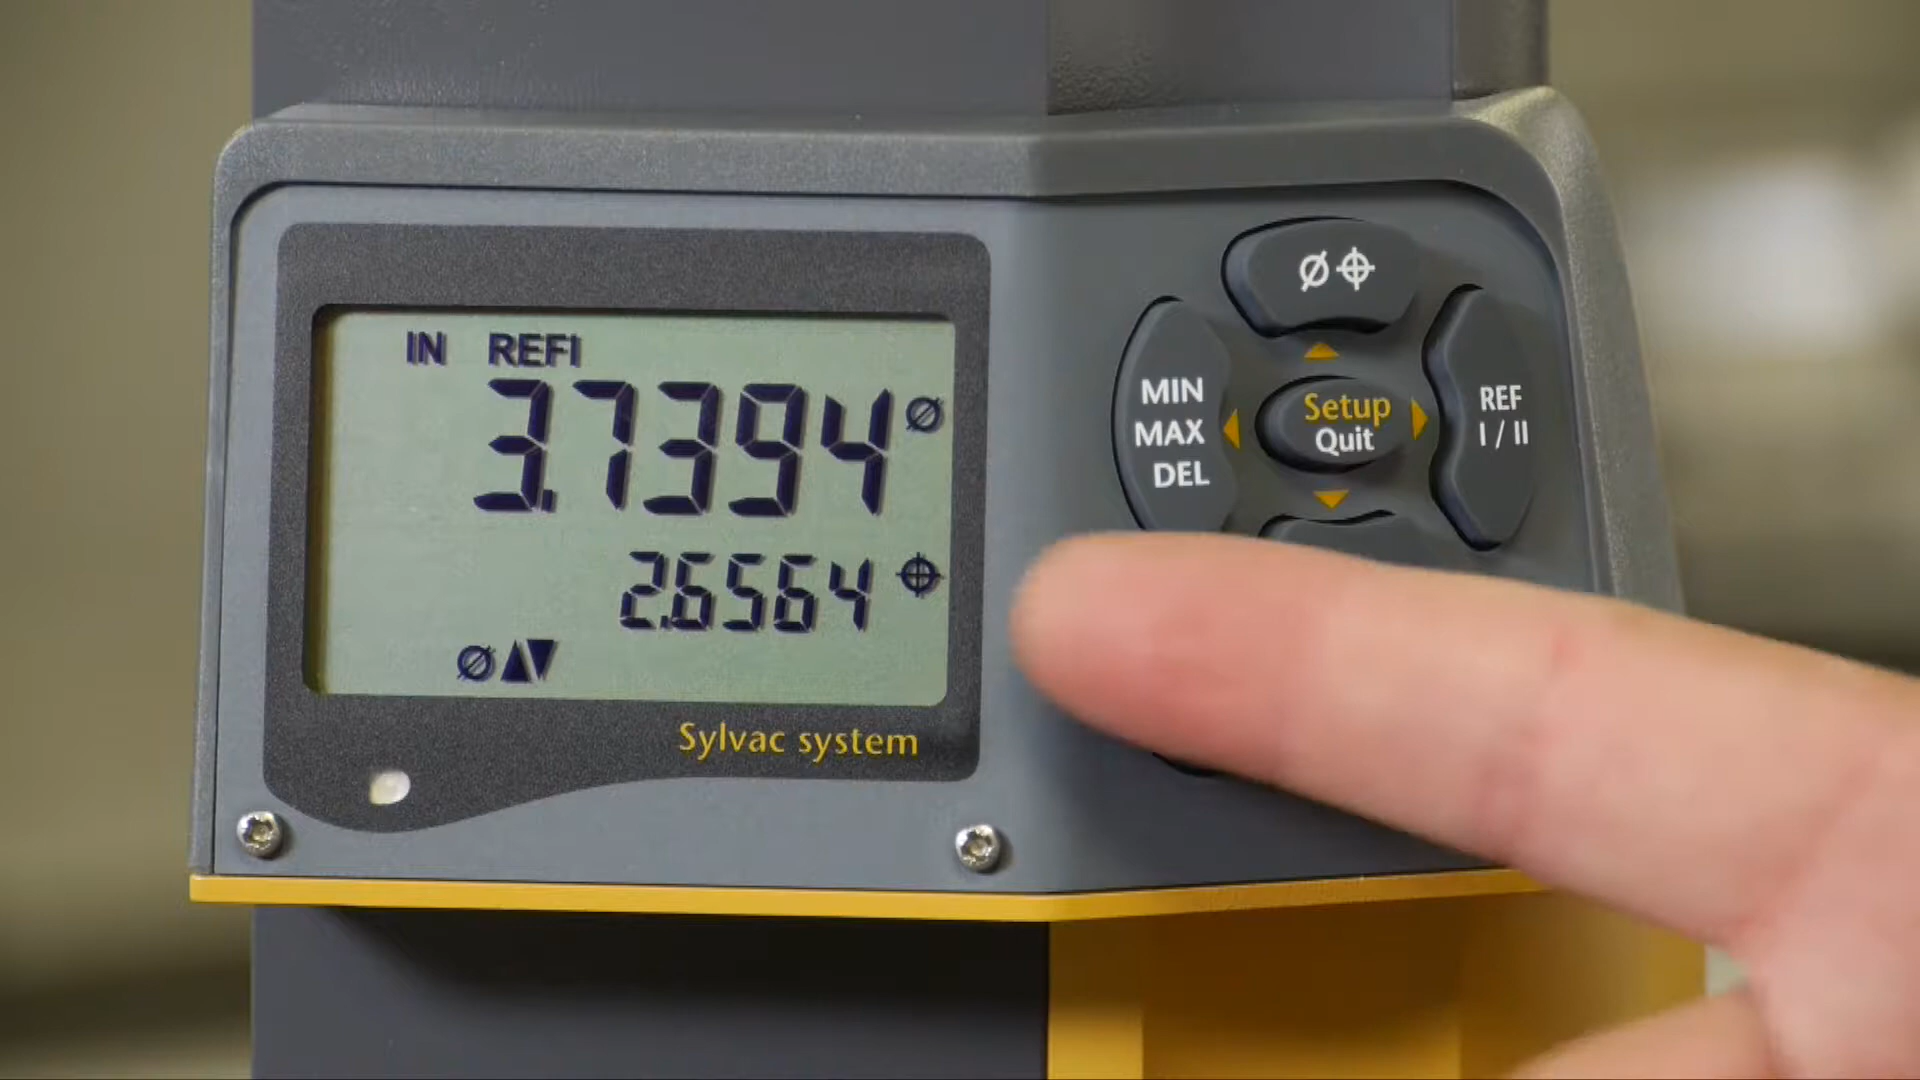 IN REFI
3.7394 Ø
2.6564 ⌖
Ø▲▼
Sylvac system
Ø⌖
MIN
MAX
DEL
Setup
Quit
REF
I / II